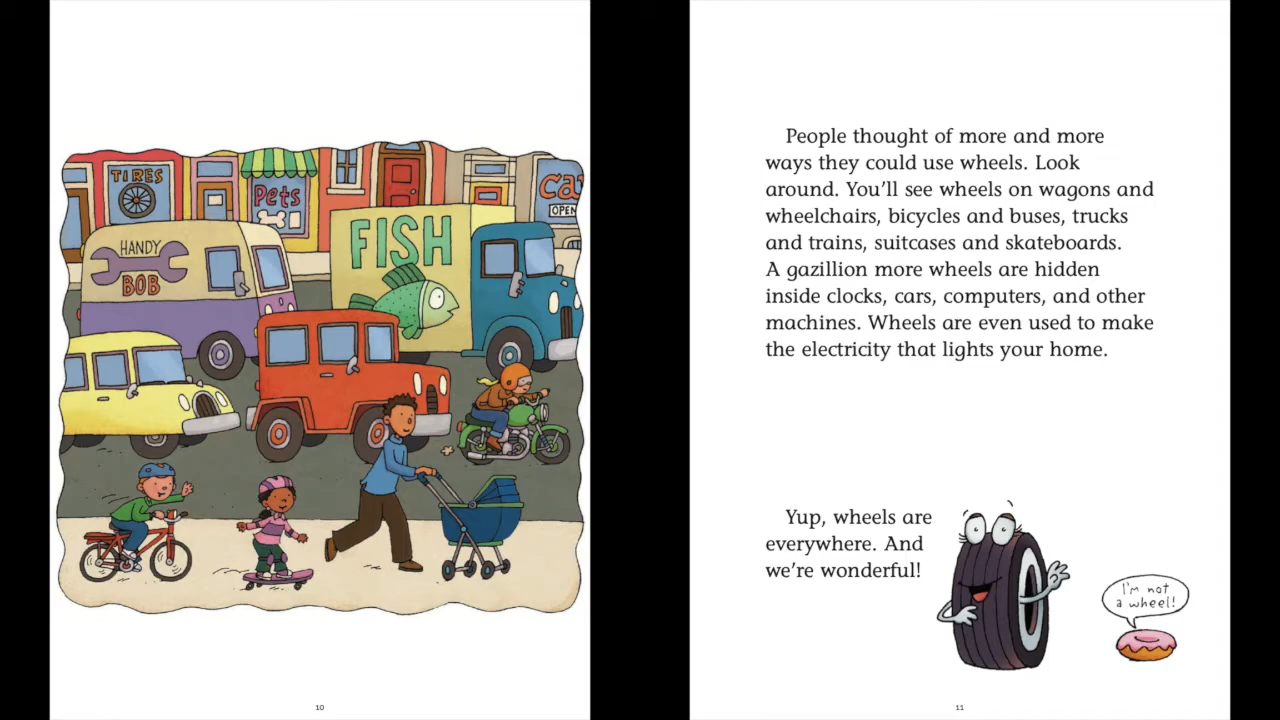 TIRES
Pets
Ca
OPEN
HANDY
BOB
FISH
10
People thought of more and more
ways they could use wheels. Look
around. You’ll see wheels on wagons and
wheelchairs, bicycles and buses, trucks
and trains, suitcases and skateboards.
A gazillion more wheels are hidden
inside clocks, cars, computers, and other
machines. Wheels are even used to make
the electricity that lights your home.
Yup, wheels are
everywhere. And
we’re wonderful!
I'm not
a wheel!
11